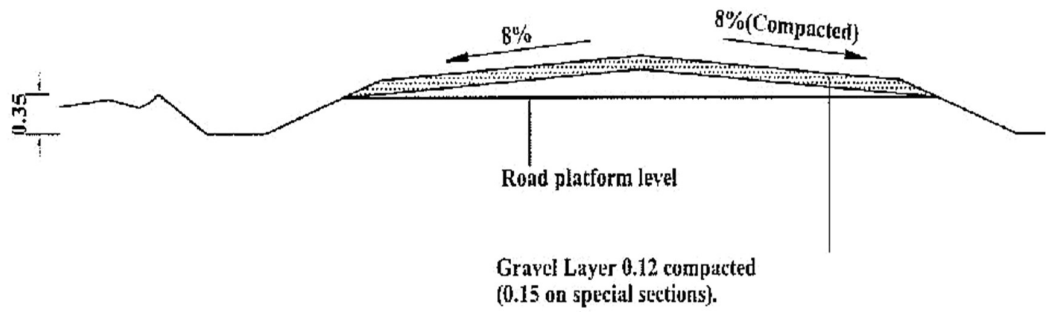 8%
8%(Compacted)
0.35
Road platform level
Gravel Layer 0.12 compacted
(0.15 on special sections).